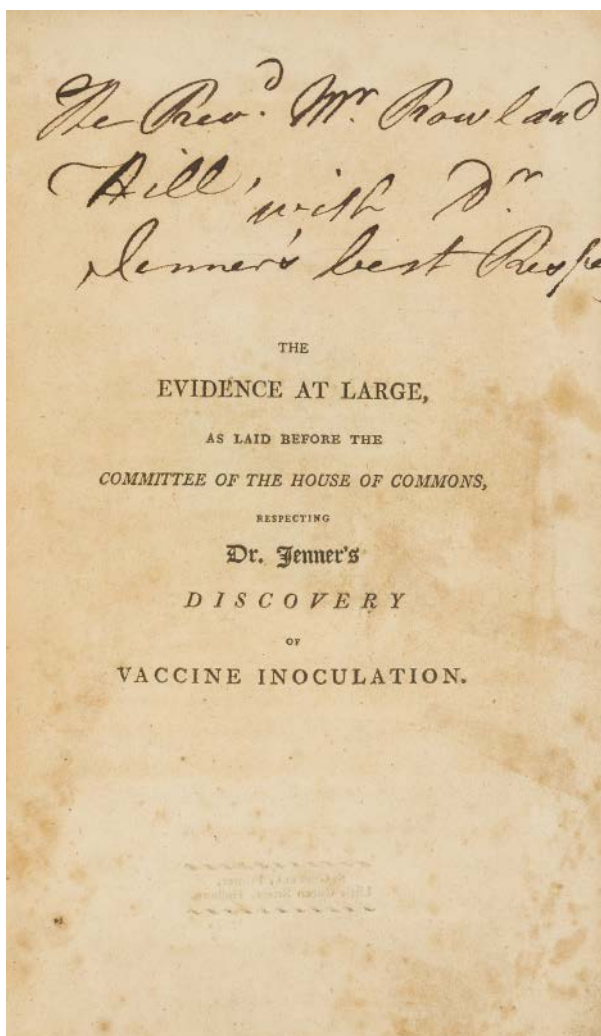 The Revd. Mr. Rowland
Hill, with Dr.
Jenner's best
THE
EVIDENCE AT LARGE,
AS LAID BEFORE THE
COMMITTEE OF THE HOUSE OF COMMONS,
RESPECTING
Dr. Jenner's
DISCOVERY
OF
VACCINE INOCULATION.